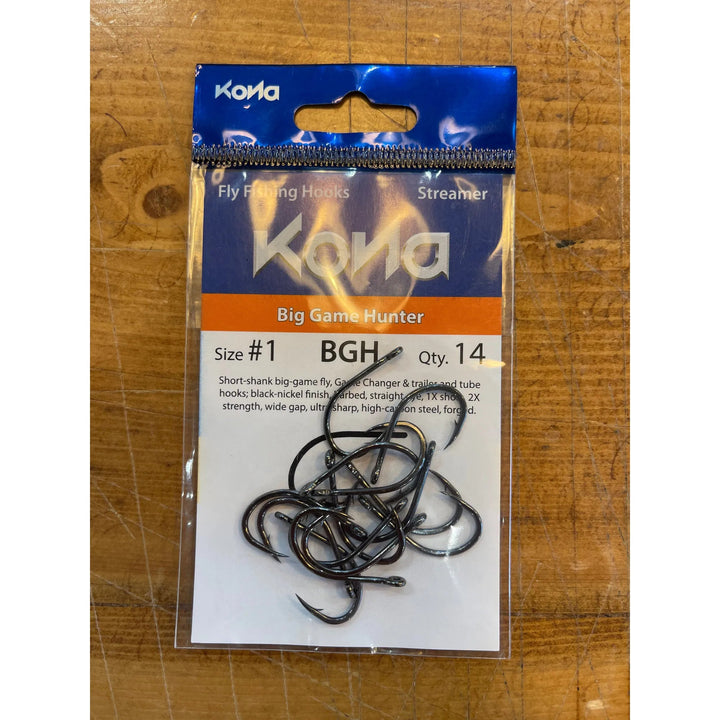 Kona
Fly Fishing Hooks Streamer
Kona
Big Game Hunter
Size #1 BGH Qty. 14
Short-shank big-game fly, Game Changer & trailer and tube
hooks; black-nickel finish, barbed, straight eye, 1X short, 2X
strength, wide gap, ultra sharp, high-carbon steel, forged.